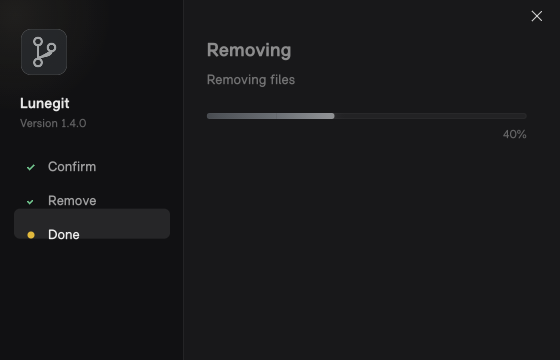 Lunegit
Version 1.4.0
Confirm
Remove
Done
Removing
Removing files
40%